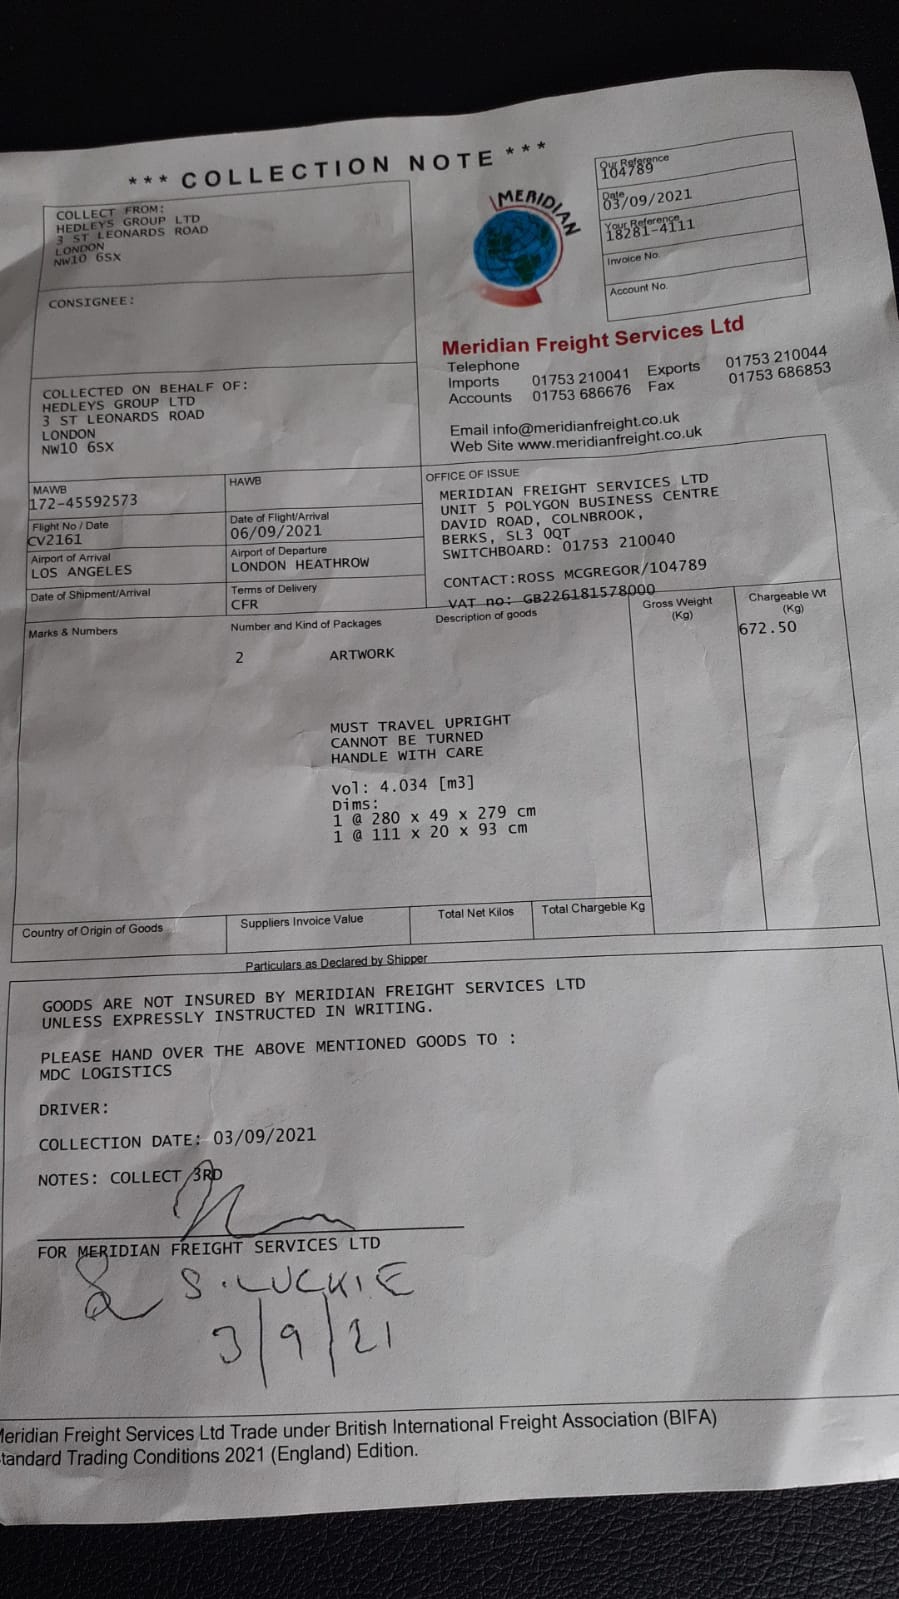 *** COLLECTION NOTE ***
COLLECT FROM:
HEDLEYS GROUP LTD
3 ST LEONARDS ROAD
LONDON
NW10 6SX
CONSIGNEE:
COLLECTED ON BEHALF OF:
HEDLEYS GROUP LTD
3 ST LEONARDS ROAD
LONDON
NW10 6SX
MERIDIAN
Our Reference
104789
Date
03/09/2021
Your Reference
18281-4111
Invoice No.
Account No.
Meridian Freight Services Ltd
Telephone
Imports 01753 210041 Exports 01753 210044
Accounts 01753 686676 Fax 01753 686853
Email info@meridianfreight.co.uk
Web Site www.meridianfreight.co.uk
MAWB
172-45592573
HAWB
Flight No / Date
CV2161
Date of Flight/Arrival
06/09/2021
Airport of Arrival
LOS ANGELES
Airport of Departure
LONDON HEATHROW
Date of Shipment/Arrival
Terms of Delivery
CFR
OFFICE OF ISSUE
MERIDIAN FREIGHT SERVICES LTD
UNIT 5 POLYGON BUSINESS CENTRE
DAVID ROAD, COLNBROOK,
BERKS, SL3 0QT
SWITCHBOARD: 01753 210040
CONTACT:ROSS MCGREGOR/104789
VAT no: GB226181578000
Marks & Numbers
Number and Kind of Packages
Description of goods
Gross Weight
(Kg)
Chargeable Wt
(Kg)
672.50
2 ARTWORK
MUST TRAVEL UPRIGHT
CANNOT BE TURNED
HANDLE WITH CARE
Vol: 4.034 [m3]
Dims:
1 @ 280 x 49 x 279 cm
1 @ 111 x 20 x 93 cm
Country of Origin of Goods
Suppliers Invoice Value
Total Net Kilos
Total Chargeble Kg
Particulars as Declared by Shipper
GOODS ARE NOT INSURED BY MERIDIAN FREIGHT SERVICES LTD
UNLESS EXPRESSLY INSTRUCTED IN WRITING.
PLEASE HAND OVER THE ABOVE MENTIONED GOODS TO :
MDC LOGISTICS
DRIVER:
COLLECTION DATE: 03/09/2021
NOTES: COLLECT 3RD
FOR MERIDIAN FREIGHT SERVICES LTD
S.LUCKIE
3/9/21
Meridian Freight Services Ltd Trade under British International Freight Association (BIFA)
Standard Trading Conditions 2021 (England) Edition.